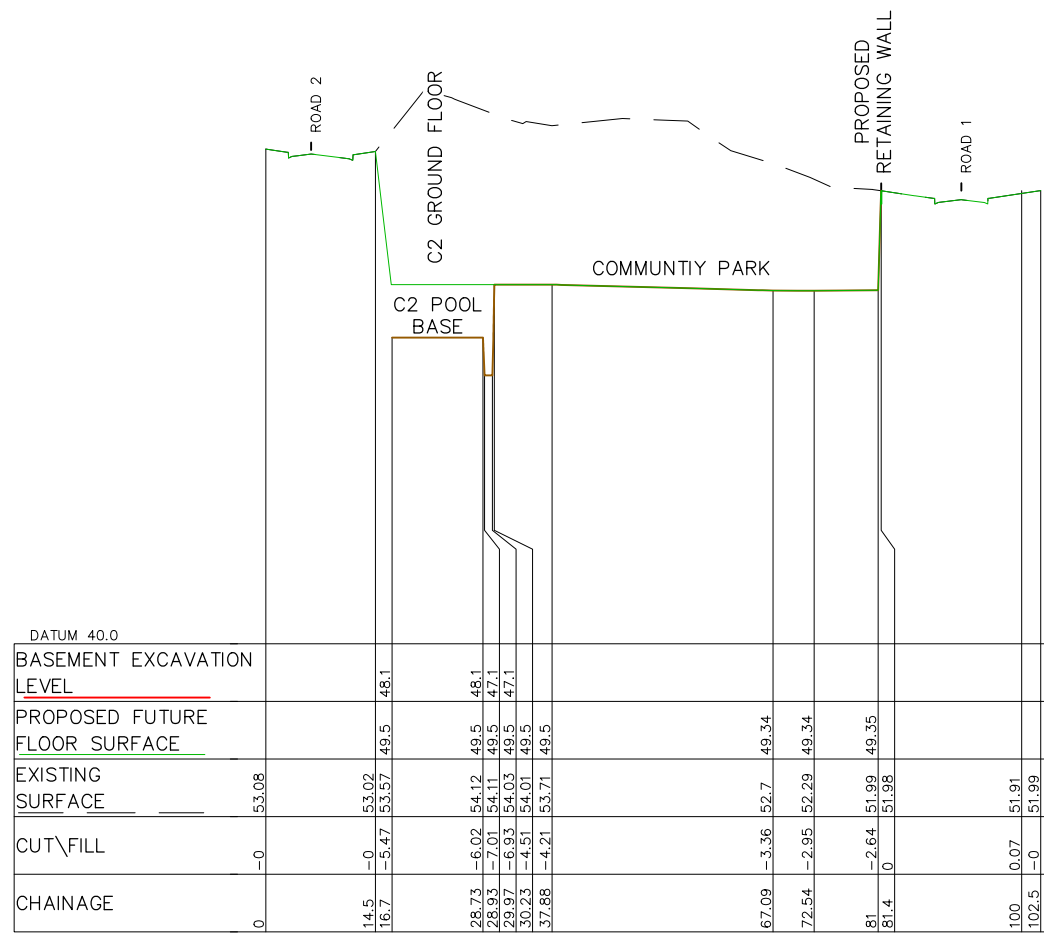 ROAD 2
C2 GROUND FLOOR
PROPOSED
RETAINING WALL
ROAD 1
COMMUNTIY PARK
C2 POOL
BASE
DATUM 40.0
BASEMENT EXCAVATION
LEVEL
48.1 48.1 47.1 47.1
PROPOSED FUTURE
FLOOR SURFACE
49.5 49.5 49.5 49.5 49.5 49.5 49.34 49.34 49.35
EXISTING
SURFACE
53.08 53.02 53.57 54.12 54.11 54.03 54.01 53.71 52.7 52.29 51.99 51.98 51.91 51.99
CUT\FILL
-0 -0 -5.47 -6.02 -7.01 -6.93 -4.51 -4.21 -3.36 -2.95 -2.64 0 0.07 -0
CHAINAGE
0 14.5 16.7 28.73 28.93 29.97 30.23 37.88 67.09 72.54 81 81.4 100 102.5